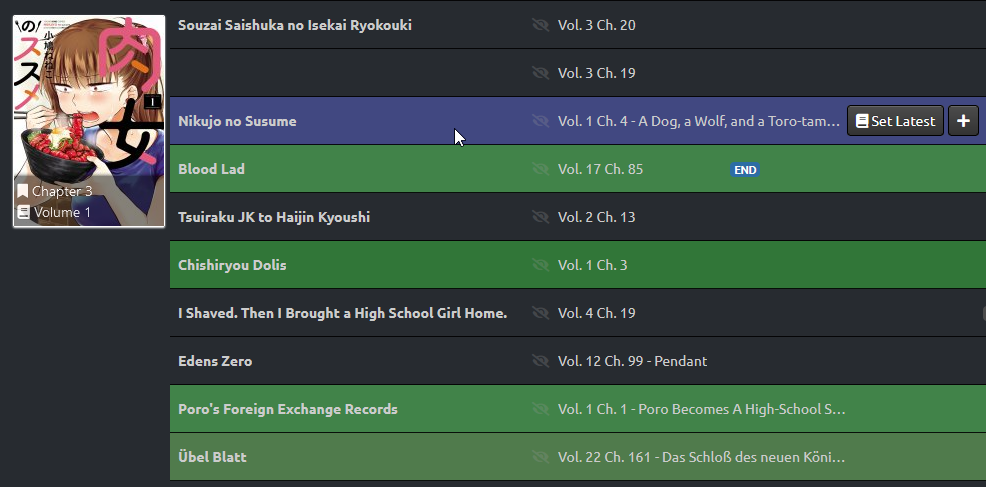 のススメ
小鳩ねねこ
肉女
1
Chapter 3
Volume 1
Souzai Saishuka no Isekai Ryokouki Vol. 3 Ch. 20
Vol. 3 Ch. 19
Nikujo no Susume Vol. 1 Ch. 4 - A Dog, a Wolf, and a Toro-tam... Set Latest +
Blood Lad Vol. 17 Ch. 85 END
Tsuiraku JK to Haijin Kyoushi Vol. 2 Ch. 13
Chishiryou Dolis Vol. 1 Ch. 3
I Shaved. Then I Brought a High School Girl Home. Vol. 4 Ch. 19
Edens Zero Vol. 12 Ch. 99 - Pendant
Poro's Foreign Exchange Records Vol. 1 Ch. 1 - Poro Becomes A High-School S...
Übel Blatt Vol. 22 Ch. 161 - Das Schloß des neuen Köni...